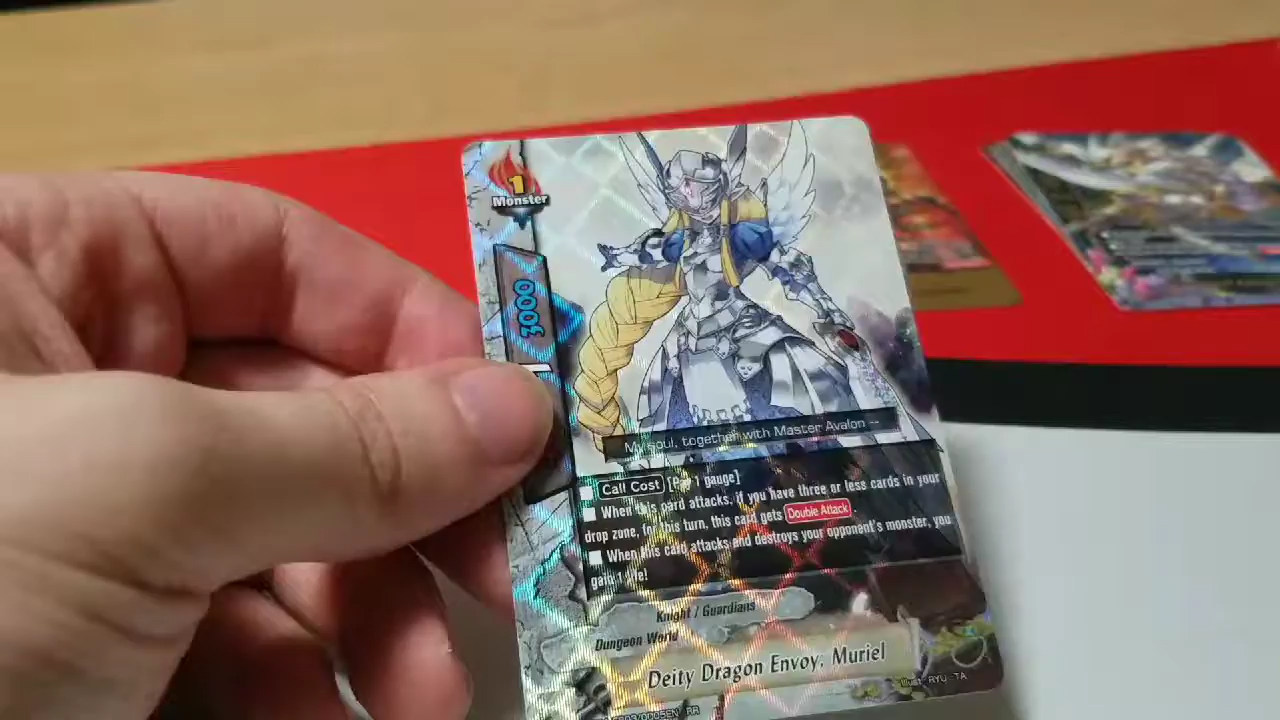 1
Monster
3000
My soul, together with Master Avalon --
Call Cost [Pay 1 gauge]
When this card attacks, if you have three or less cards in your
drop zone, for this turn, this card gets Double Attack.
When this card attacks and destroys your opponent's monster, you
gain 1 life!
Knight / Guardians
Dungeon World
Deity Dragon Envoy, Muriel
Illust. RYU-TA
RR